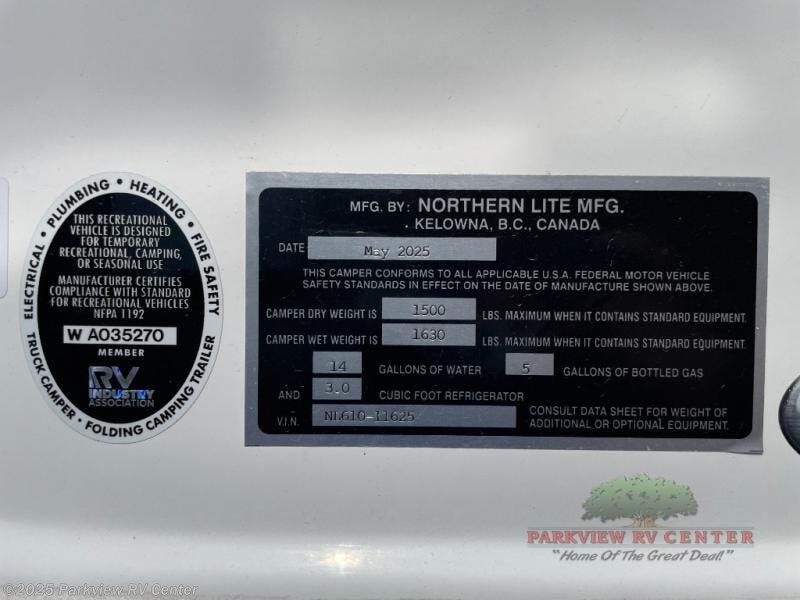 ELECTRICAL • PLUMBING • HEATING • FIRE SAFETY
TRUCK CAMPER • FOLDING CAMPING TRAILER
THIS RECREATIONAL
VEHICLE IS DESIGNED
FOR TEMPORARY
RECREATIONAL, CAMPING,
OR SEASONAL USE
MANUFACTURER CERTIFIES
COMPLIANCE WITH STANDARD
FOR RECREATIONAL VEHICLES
NFPA 1192
W A035270
MEMBER
RV
INDUSTRY
ASSOCIATION
MFG. BY: NORTHERN LITE MFG.
KELOWNA, B.C., CANADA
DATE May 2025
THIS CAMPER CONFORMS TO ALL APPLICABLE U.S.A. FEDERAL MOTOR VEHICLE
SAFETY STANDARDS IN EFFECT ON THE DATE OF MANUFACTURE SHOWN ABOVE.
CAMPER DRY WEIGHT IS 1500 LBS. MAXIMUM WHEN IT CONTAINS STANDARD EQUIPMENT.
CAMPER WET WEIGHT IS 1630 LBS. MAXIMUM WHEN IT CONTAINS STANDARD EQUIPMENT.
14 GALLONS OF WATER 5 GALLONS OF BOTTLED GAS
AND 3.0 CUBIC FOOT REFRIGERATOR
V.I.N. NL610-11625 CONSULT DATA SHEET FOR WEIGHT OF
ADDITIONAL OR OPTIONAL EQUIPMENT.
PARKVIEW RV CENTER
"Home Of The Great Deal!"
©2025 Parkview RV Center